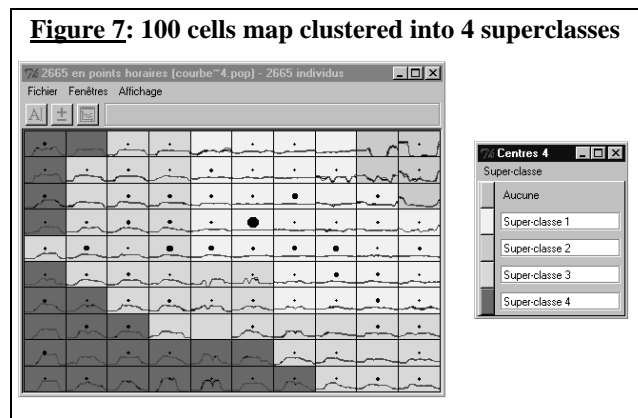 Figure 7: 100 cells map clustered into 4 superclasses
2665 en points horaires (courbe~4.pop) - 2665 individus
Fichier Fenêtres Affichage
A
±
Centres 4
Super-classe
Aucune
Super-classe 1
Super-classe 2
Super-classe 3
Super-classe 4